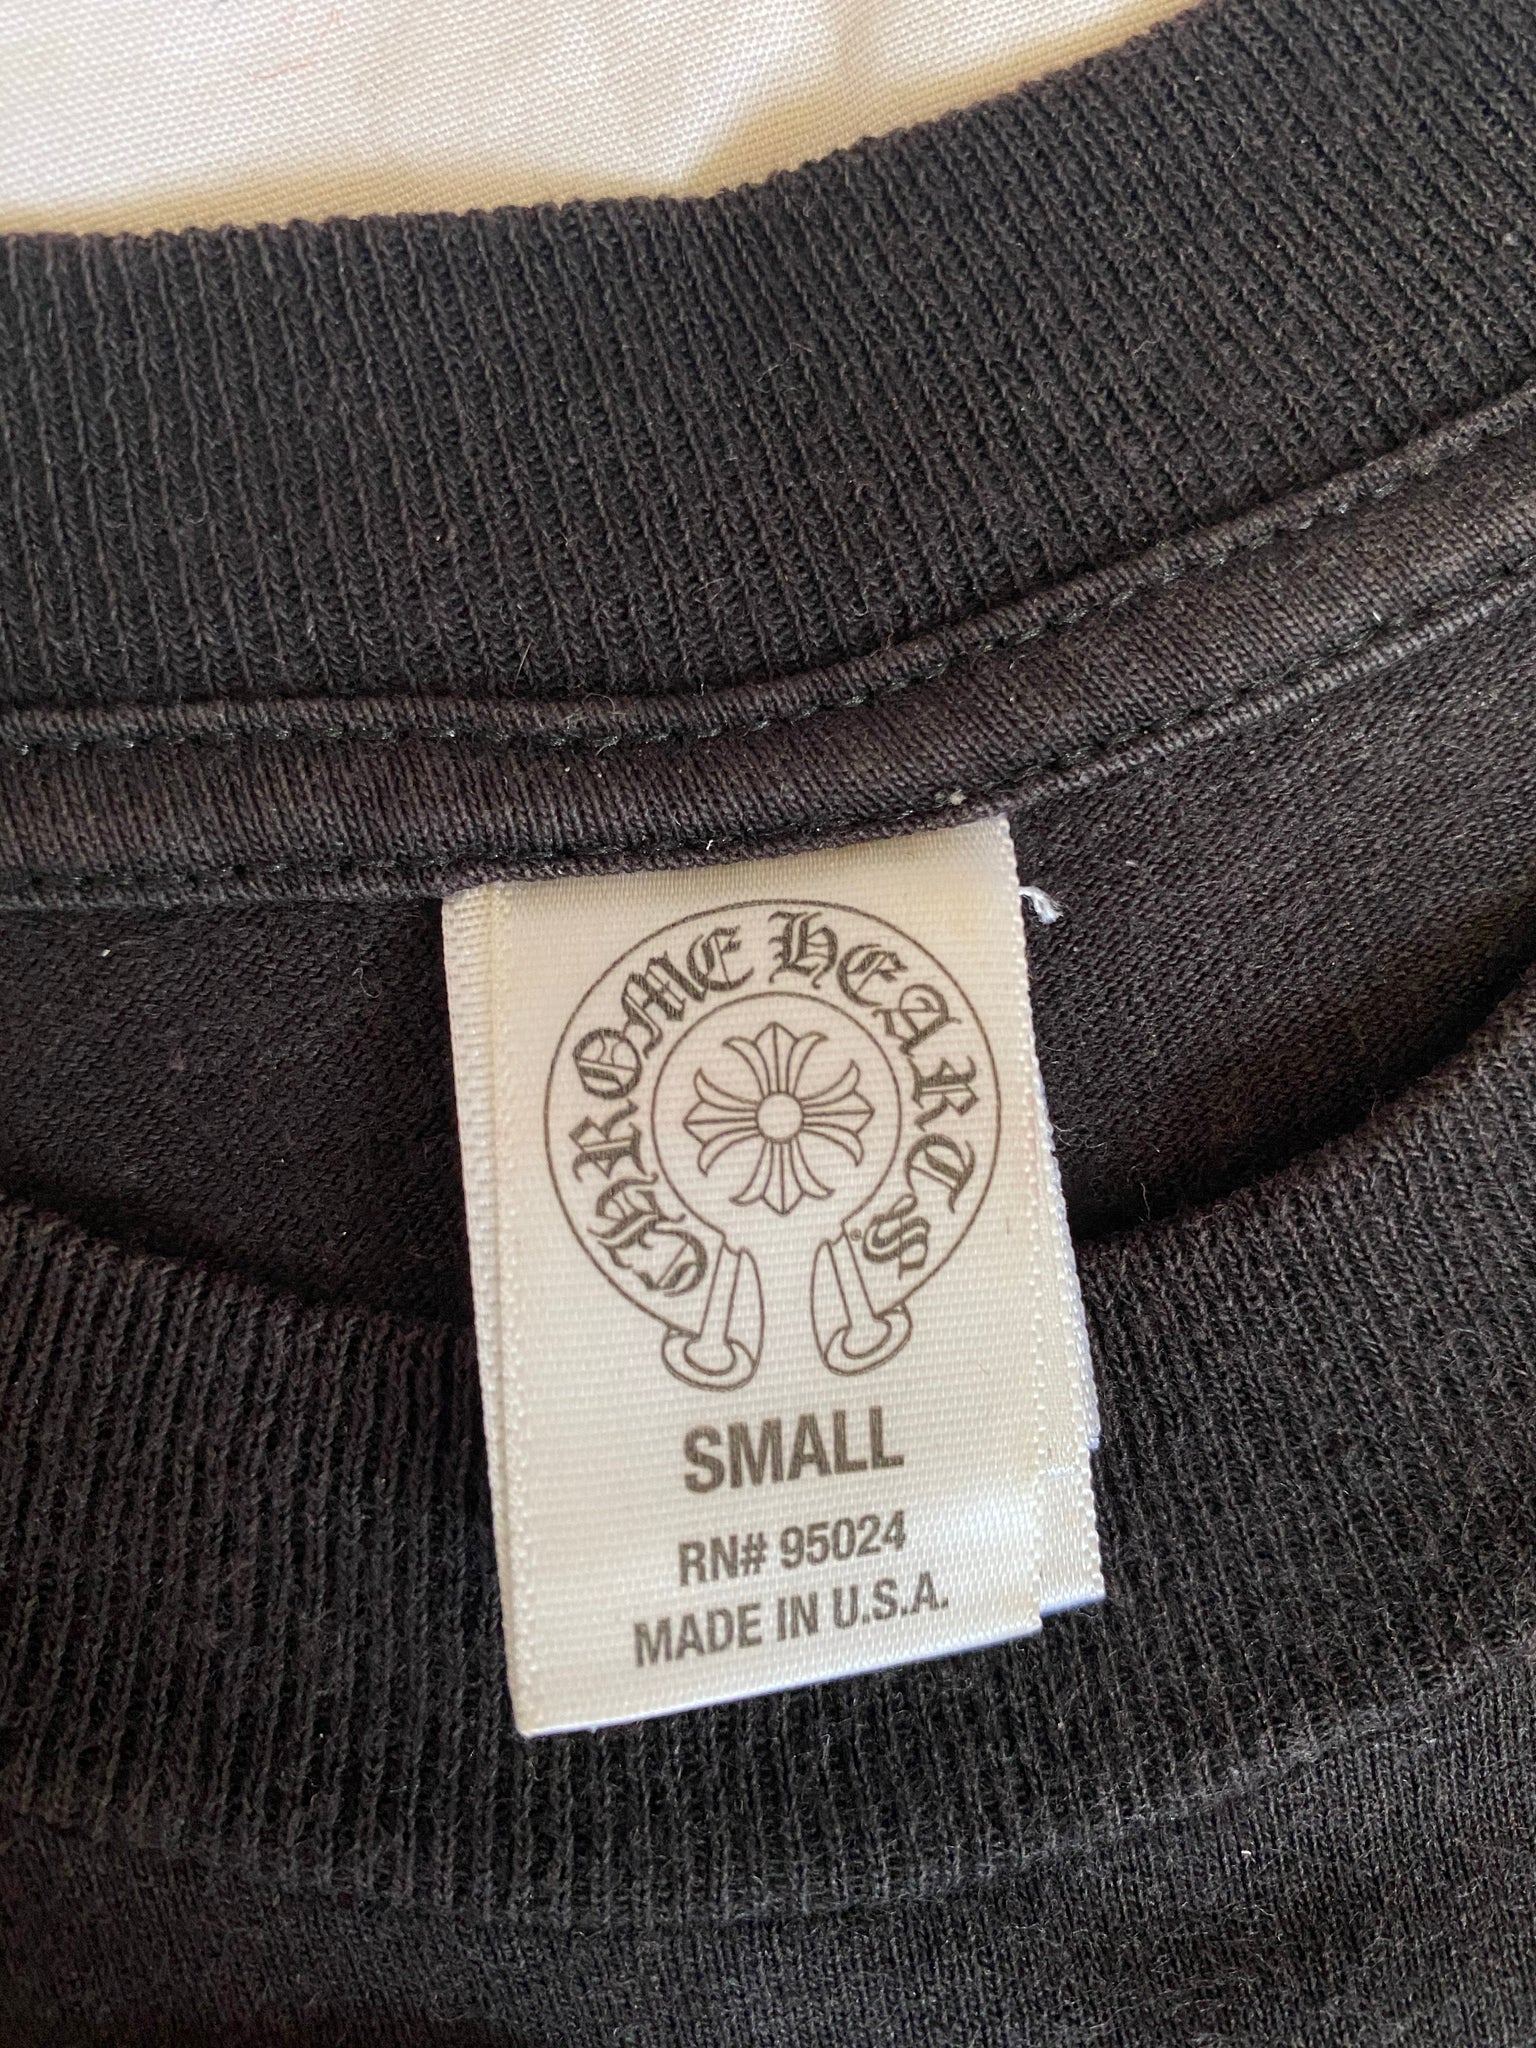 CHROME HEARTS
SMALL
RN# 95024
MADE IN U.S.A.